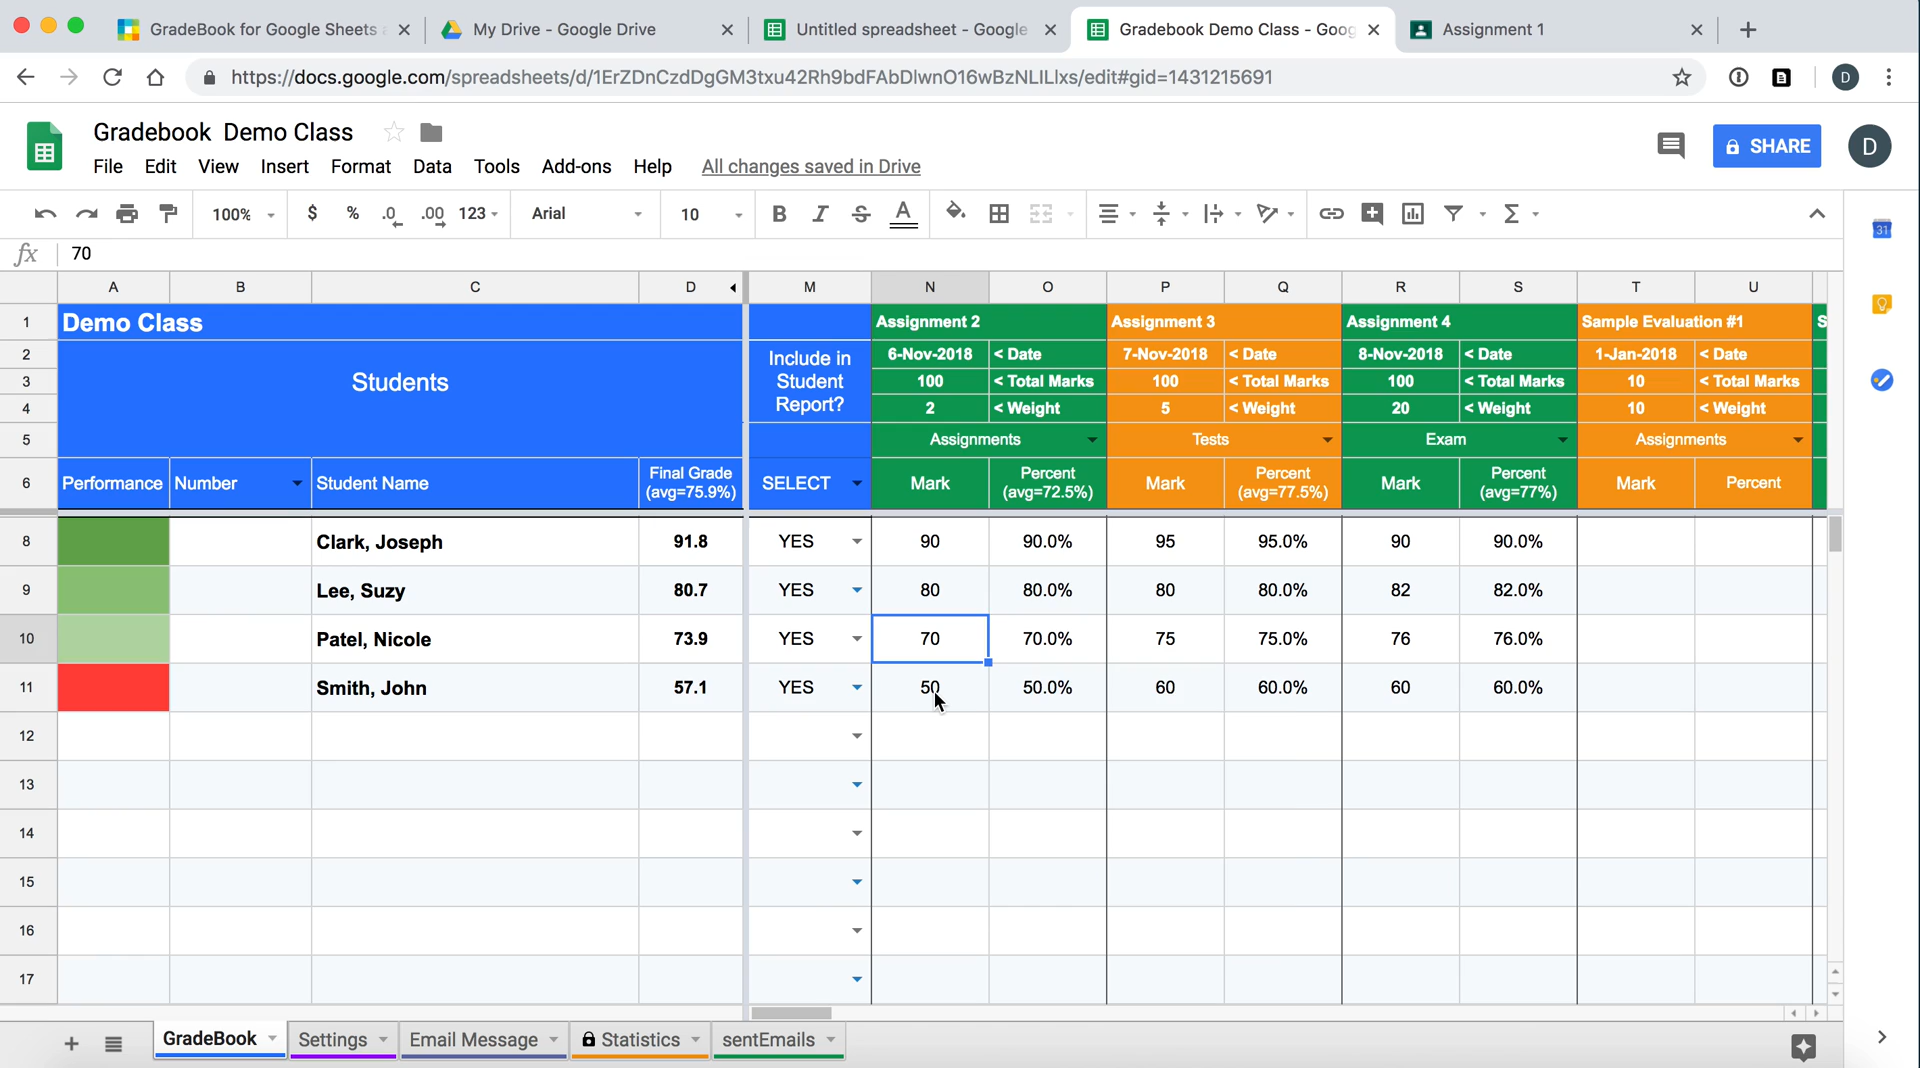 GradeBook for Google Sheets
My Drive - Google Drive
Untitled spreadsheet - Google
Gradebook Demo Class - Goog
Assignment 1
https://docs.google.com/spreadsheets/d/1ErZDnCzdDgGM3txu42Rh9bdFAbDlwnO16wBzNLILlxs/edit#gid=1431215691
D
Gradebook Demo Class
File Edit View Insert Format Data Tools Add-ons Help All changes saved in Drive
SHARE
D
100% $ % .0 .00 123 Arial 10 B I S A Σ
31
fx 70
A B C D M N O P Q R S T U
1 Demo Class Assignment 2 Assignment 3 Assignment 4 Sample Evaluation #1 S
2 Include in 6-Nov-2018 < Date 7-Nov-2018 < Date 8-Nov-2018 < Date 1-Jan-2018 < Date
3 Students Student 100 < Total Marks 100 < Total Marks 100 < Total Marks 10 < Total Marks
4 Report? 2 < Weight 5 < Weight 20 < Weight 10 < Weight
5 Assignments Tests Exam Assignments
6 Performance Number Student Name Final Grade (avg=75.9%) SELECT Mark Percent (avg=72.5%) Mark Percent (avg=77.5%) Mark Percent (avg=77%) Mark Percent
8 Clark, Joseph 91.8 YES 90 90.0% 95 95.0% 90 90.0%
9 Lee, Suzy 80.7 YES 80 80.0% 80 80.0% 82 82.0%
10 Patel, Nicole 73.9 YES 70 70.0% 75 75.0% 76 76.0%
11 Smith, John 57.1 YES 50 50.0% 60 60.0% 60 60.0%
12
13
14
15
16
17
GradeBook Settings Email Message Statistics sentEmails